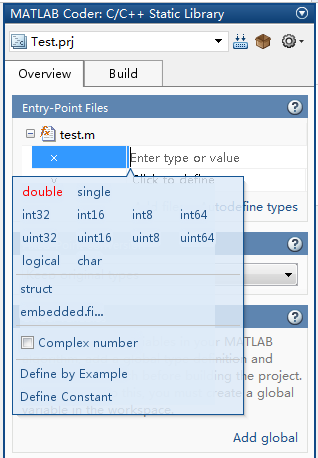 MATLAB Coder: C/C++ Static Library
Test.prj
Overview
Build
Entry-Point Files
test.m
x
Enter type or value
Click to define
todefine types
double single
int32 int16 int8 int64
uint32 uint16 uint8 uint64
logical char
struct
embedded.fi...
Complex number
MATLAB
nition and
ing the project.
create a global
variable in the workspace.
Define by Example
Define Constant
Add global